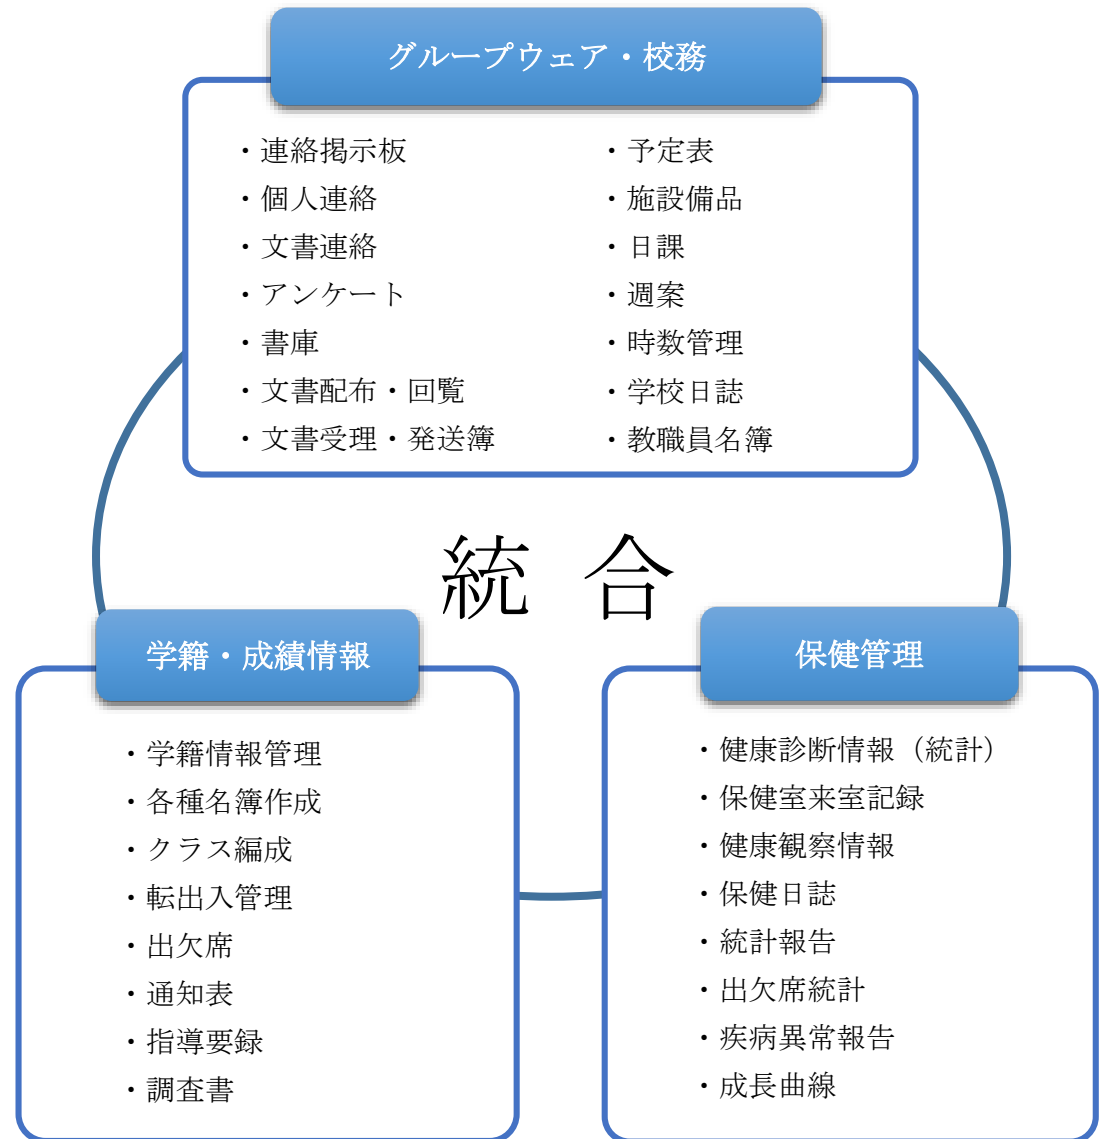 グループウェア・校務
・連絡掲示板
・個人連絡
・文書連絡
・アンケート
・書庫
・文書配布・回覧
・文書受理・発送簿
・予定表
・施設備品
・日課
・週案
・時数管理
・学校日誌
・教職員名簿
統 合
学籍・成績情報
・学籍情報管理
・各種名簿作成
・クラス編成
・転出入管理
・出欠席
・通知表
・指導要録
・調査書
保健管理
・健康診断情報（統計）
・保健室来室記録
・健康観察情報
・保健日誌
・統計報告
・出欠席統計
・疾病異常報告
・成長曲線